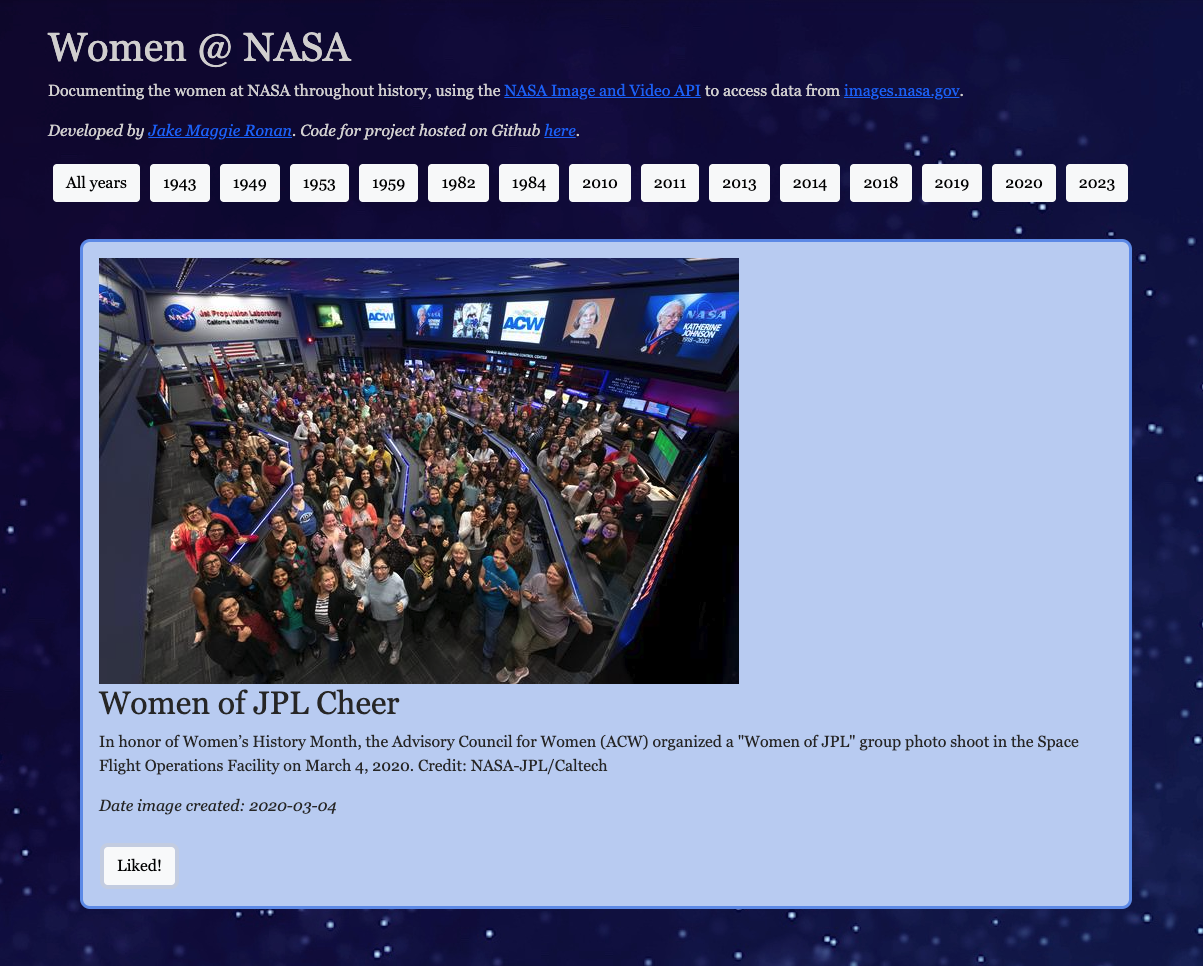 Women @ NASA
Documenting the women at NASA throughout history, using the NASA Image and Video API to access data from images.nasa.gov.
Developed by Jake Maggie Ronan. Code for project hosted on Github here.
All years 1943 1949 1953 1959 1982 1984 2010 2011 2013 2014 2018 2019 2020 2023
NASA
Jet Propulsion Laboratory
California Institute of Technology
ACW
ACW
NASA
KATHERINE
JOHNSON
1918-2020
Women of JPL Cheer
In honor of Women’s History Month, the Advisory Council for Women (ACW) organized a "Women of JPL" group photo shoot in the Space
Flight Operations Facility on March 4, 2020. Credit: NASA-JPL/Caltech
Date image created: 2020-03-04
Liked!